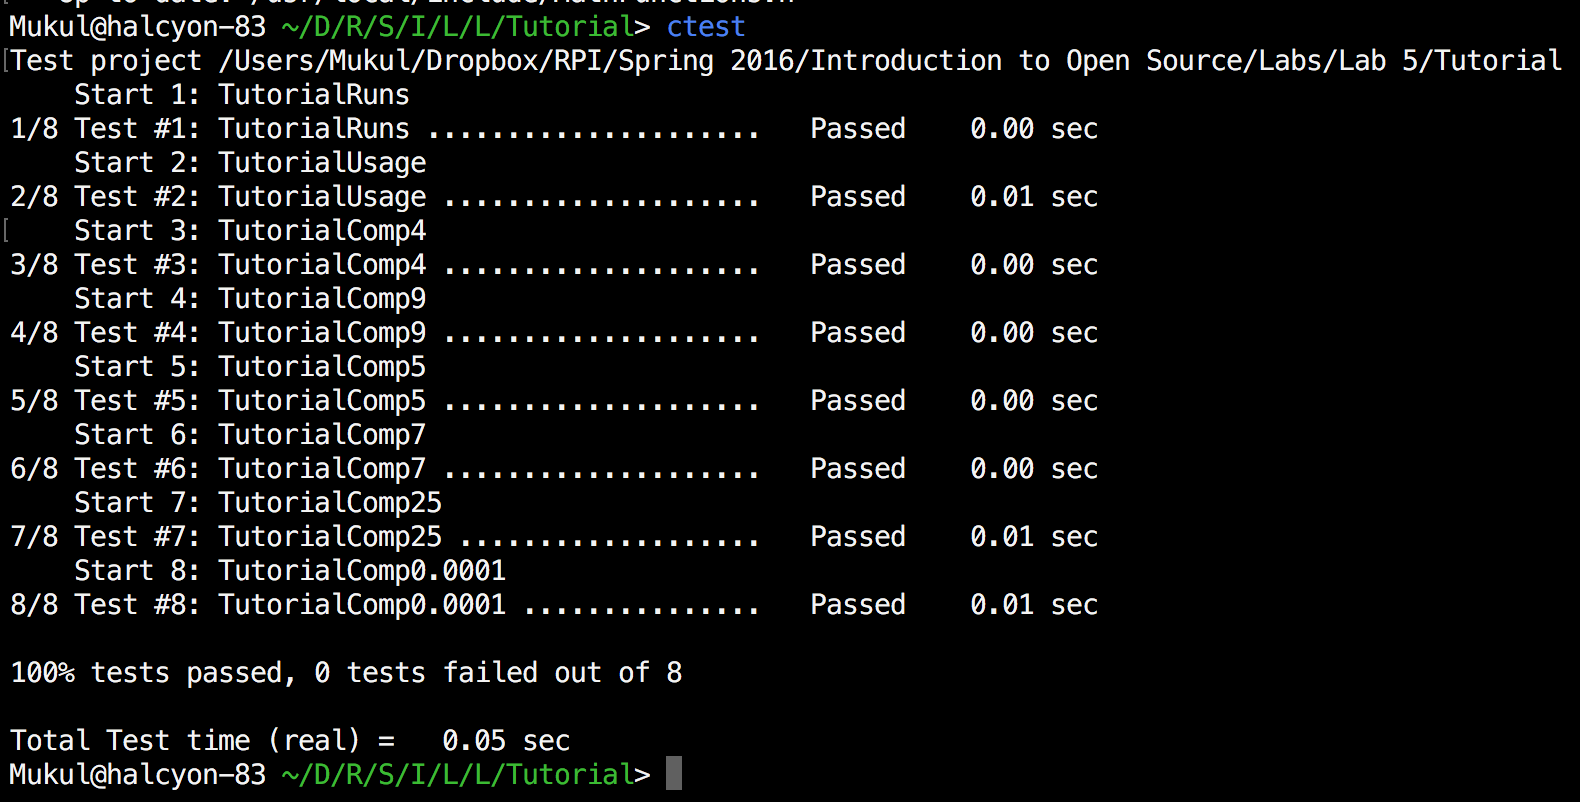 Up-to-date: /usr/local/include/MathFunctions.h
Mukul@halcyon-83 ~/D/R/S/I/L/L/Tutorial> ctest
[Test project /Users/Mukul/Dropbox/RPI/Spring 2016/Introduction to Open Source/Labs/Lab 5/Tutorial
    Start 1: TutorialRuns
1/8 Test #1: TutorialRuns .....................   Passed    0.00 sec
    Start 2: TutorialUsage
2/8 Test #2: TutorialUsage ....................   Passed    0.01 sec
[    Start 3: TutorialComp4
3/8 Test #3: TutorialComp4 ....................   Passed    0.00 sec
    Start 4: TutorialComp9
4/8 Test #4: TutorialComp9 ....................   Passed    0.00 sec
    Start 5: TutorialComp5
5/8 Test #5: TutorialComp5 ....................   Passed    0.00 sec
    Start 6: TutorialComp7
6/8 Test #6: TutorialComp7 ....................   Passed    0.00 sec
    Start 7: TutorialComp25
7/8 Test #7: TutorialComp25 ...................   Passed    0.01 sec
    Start 8: TutorialComp0.0001
8/8 Test #8: TutorialComp0.0001 ...............   Passed    0.01 sec
100% tests passed, 0 tests failed out of 8
Total Test time (real) =   0.05 sec
Mukul@halcyon-83 ~/D/R/S/I/L/L/Tutorial>